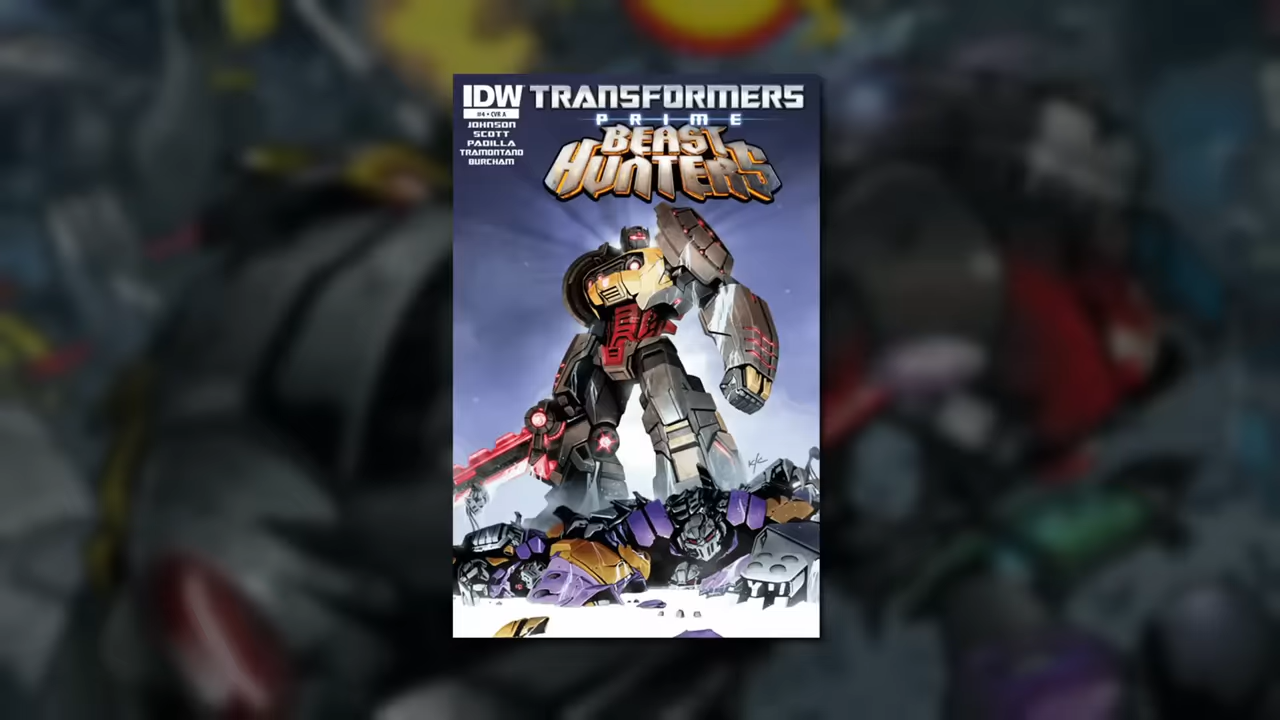 IDW
#4 • CVR A
JOHNSON
SCOTT
PADILLA
TRAMONTANO
BURCHAM
TRANSFORMERS
PRIME
BEAST
HUNTERS